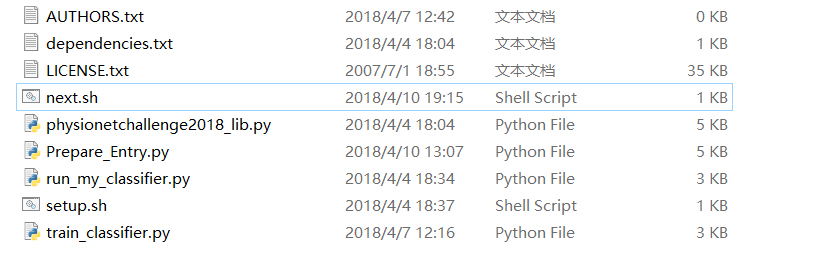 AUTHORS.txt 2018/4/7 12:42 文本文档 0 KB
dependencies.txt 2018/4/4 18:04 文本文档 1 KB
LICENSE.txt 2007/7/1 18:55 文本文档 35 KB
next.sh 2018/4/10 19:15 Shell Script 1 KB
physionetchallenge2018_lib.py 2018/4/4 18:04 Python File 5 KB
Prepare_Entry.py 2018/4/10 13:07 Python File 5 KB
run_my_classifier.py 2018/4/4 18:34 Python File 3 KB
setup.sh 2018/4/4 18:37 Shell Script 1 KB
train_classifier.py 2018/4/7 12:16 Python File 3 KB